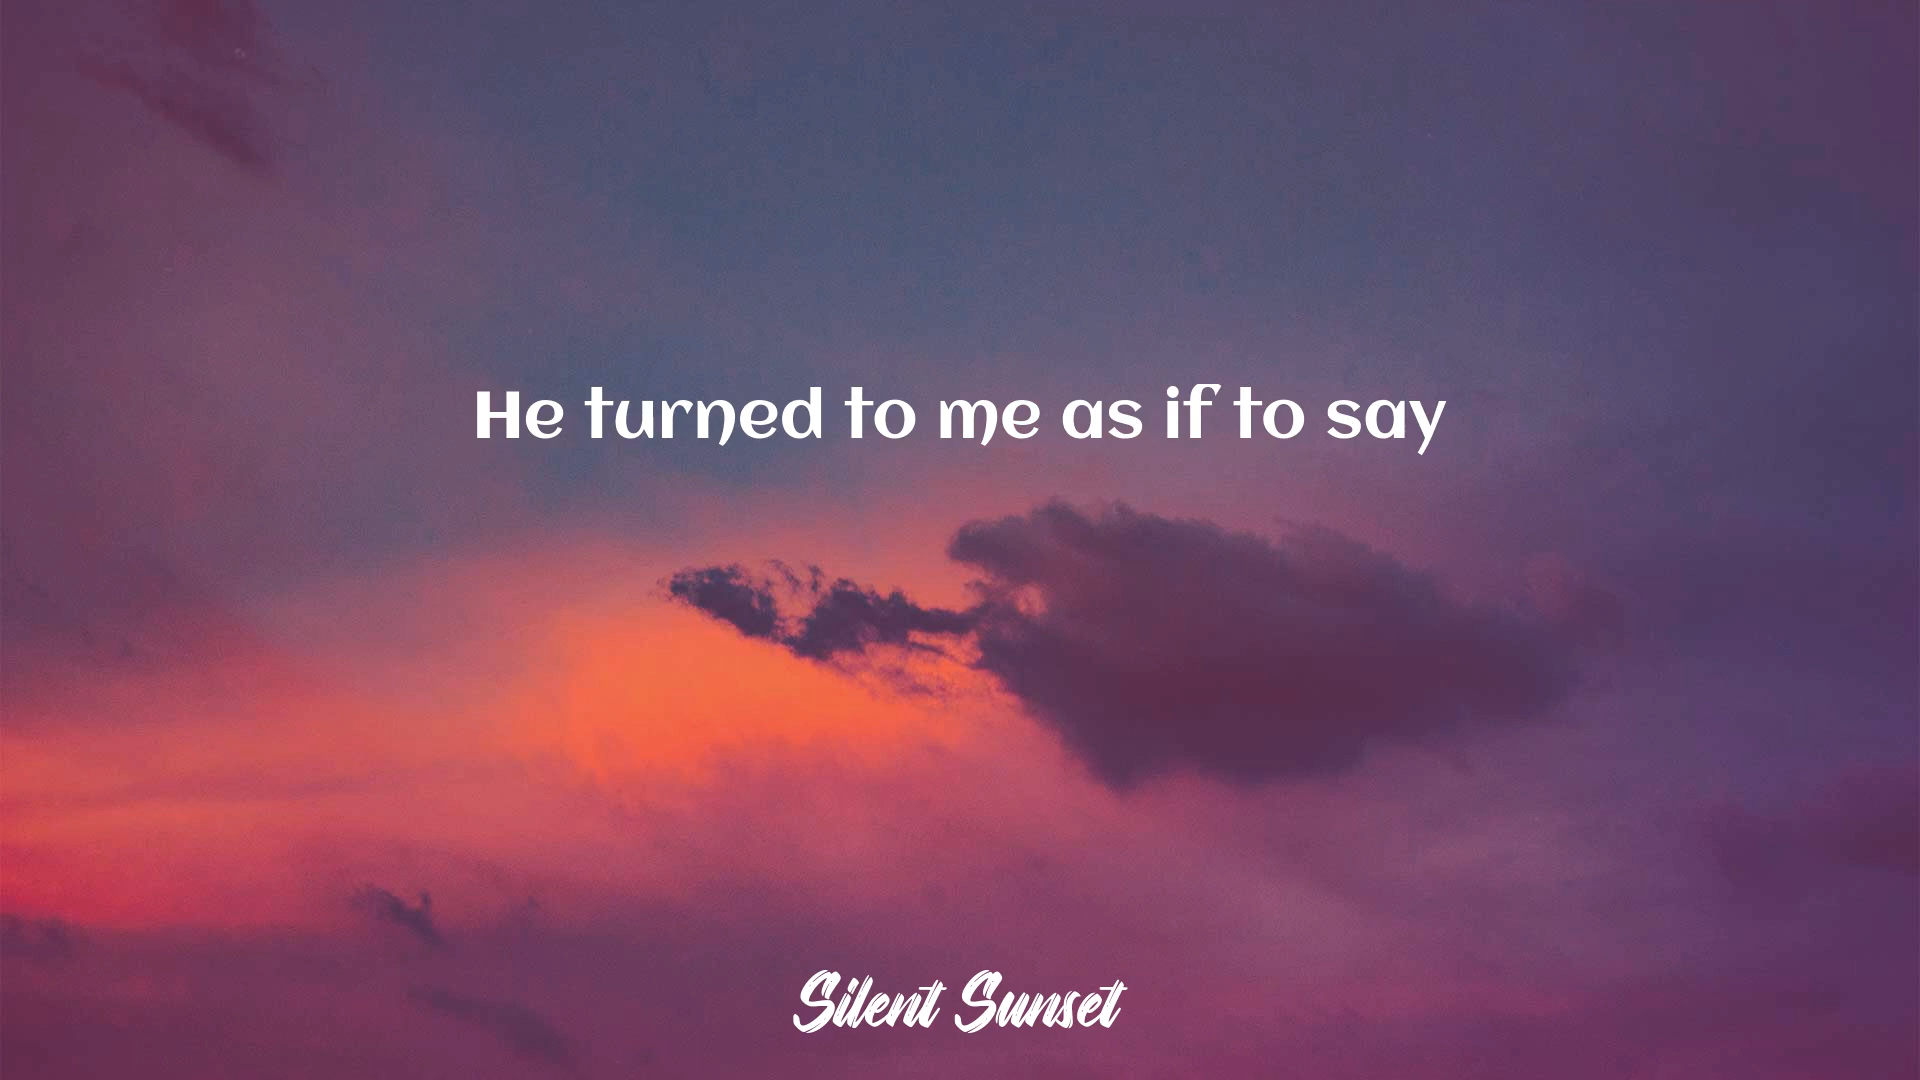 He turned to me as if to say
Silent Sunset